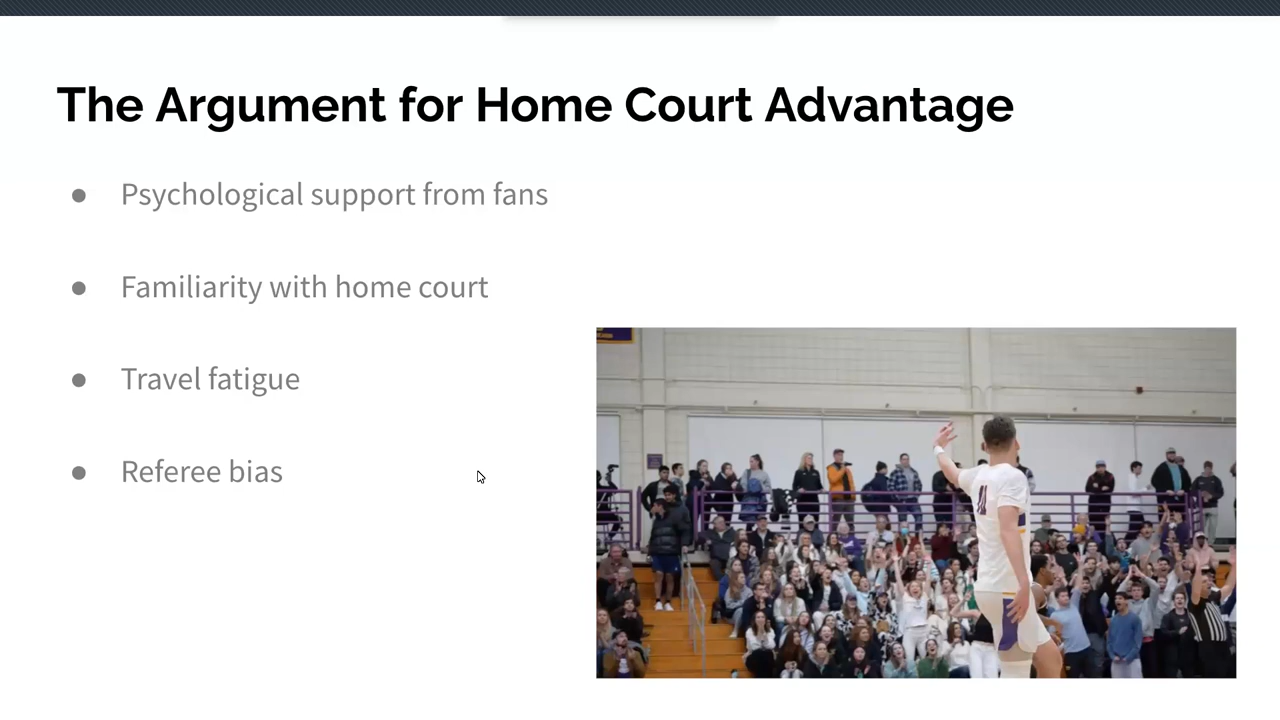 The Argument for Home Court Advantage
● Psychological support from fans
● Familiarity with home court
● Travel fatigue
● Referee bias